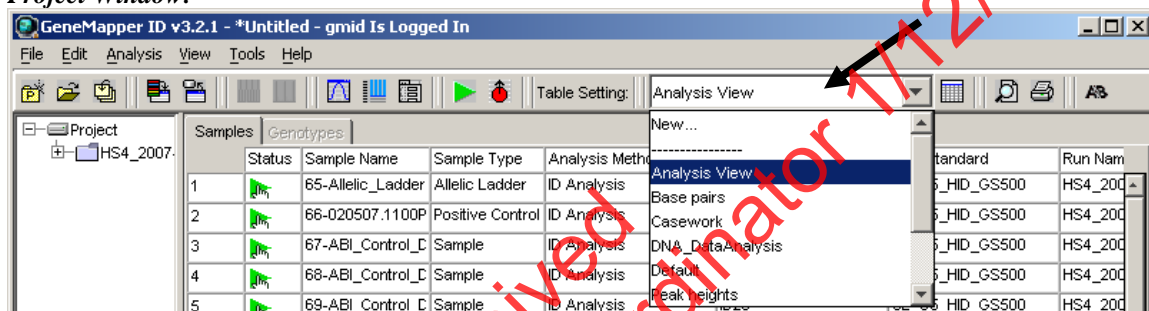 Project Window:
GeneMapper ID v3.2.1 - *Untitled - gmid Is Logged In
File Edit Analysis View Tools Help
Table Setting: Analysis View
AB
Project
HS4_2007-
Samples Genotypes
New...
---------------
Analysis View
Base pairs
Casework
DNA_DataAnalysis
Default
Peak heights
Status Sample Name Sample Type Analysis Metho tandard Run Nam
1 65-Allelic_Ladder Allelic Ladder ID Analysis _HID_GS500 HS4_200
2 66-020507.1100P Positive Control ID Analysis _HID_GS500 HS4_200
3 67-ABI_Control_D Sample ID Analysis _HID_GS500 HS4_200
4 68-ABI_Control_D Sample ID Analysis _HID_GS500 HS4_200
5 69-ABI_Control_D Sample ID Analysis HID_GS500 HS4_200
1/12/